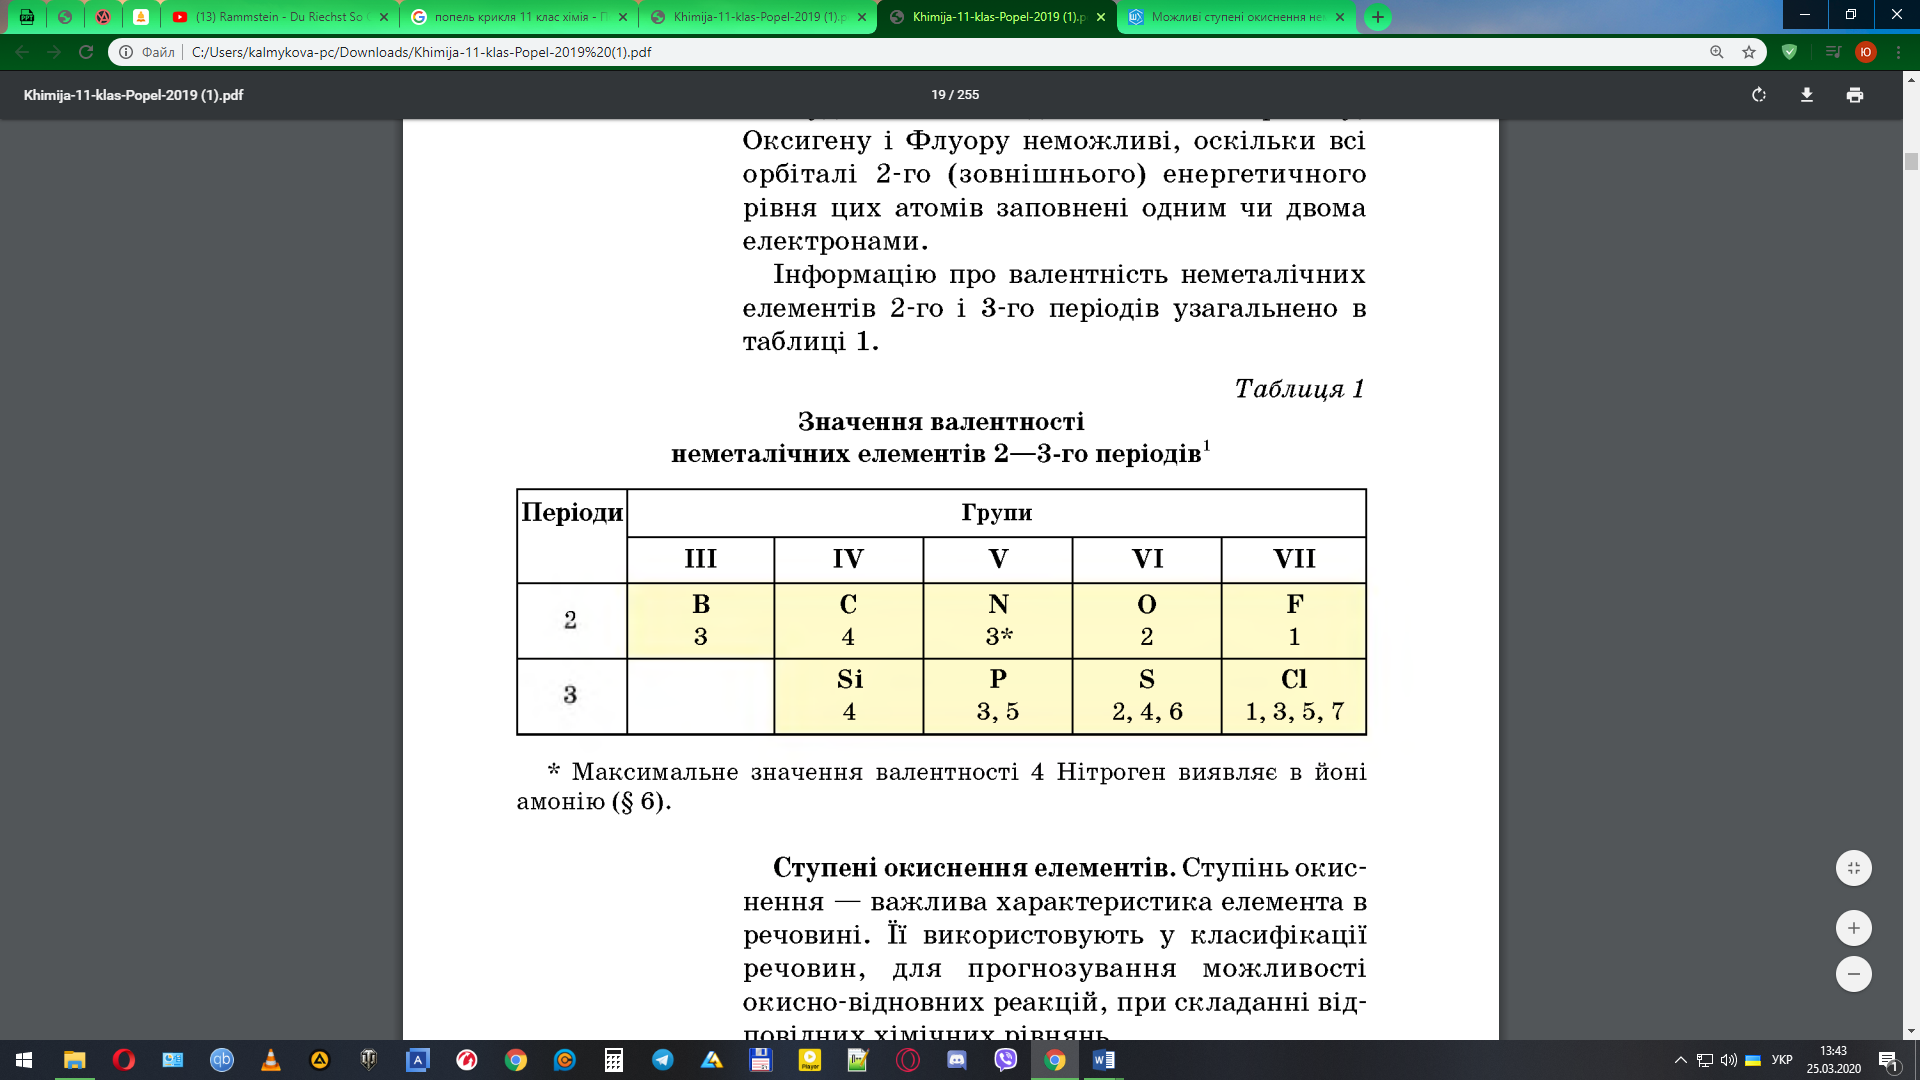 (13) Rammstein - Du Riechst So G
попель крикля 11 клас хімія - П
Khimija-11-klas-Popel-2019 (1).p
Khimija-11-klas-Popel-2019 (1).p
Можливі ступені окиснення нем
Файл
C:/Users/kalmykova-pc/Downloads/Khimija-11-klas-Popel-2019%20(1).pdf
Ю
Khimija-11-klas-Popel-2019 (1).pdf
19 / 255
Оксигену і Флуору неможливі, оскільки всі
орбіталі 2-го (зовнішнього) енергетичного
рівня цих атомів заповнені одним чи двома
електронами.
Інформацію про валентність неметалічних
елементів 2-го і 3-го періодів узагальнено в
таблиці 1.
Таблиця 1
Значення валентності
неметалічних елементів 2—3-го періодів1
Періоди Групи
III IV V VI VII
2 B C N O F
3 4 3* 2 1
3 Si P S Cl
4 3, 5 2, 4, 6 1, 3, 5, 7
* Максимальне значення валентності 4 Нітроген виявляє в йоні
амонію (§ 6).
Ступені окиснення елементів. Ступінь окис-
нення — важлива характеристика елемента в
речовині. Її використовують у класифікації
речовин, для прогнозування можливості
окисно-відновних реакцій, при складанні від-
повідних хімічних рівнянь.
УКР
13:43
25.03.2020